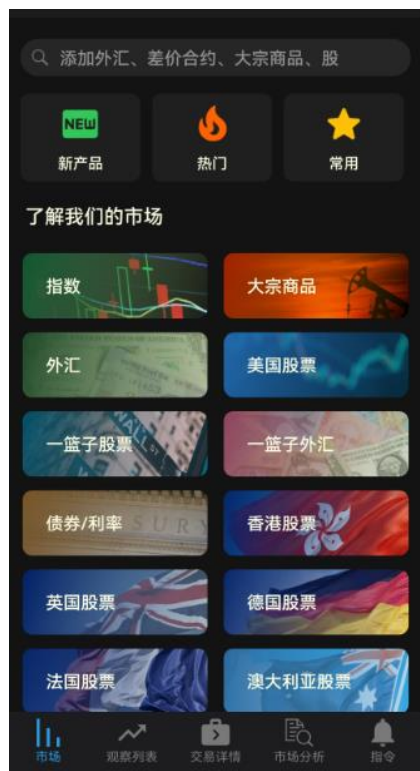 添加外汇、差价合约、大宗商品、股
NEW
新产品
热门
常用
了解我们的市场
指数
大宗商品
外汇
美国股票
一篮子股票
WALL ST
一篮子外汇
债券/利率
SURY
香港股票
英国股票
德国股票
法国股票
澳大利亚股票
市场
观察列表
交易详情
市场分析
指令